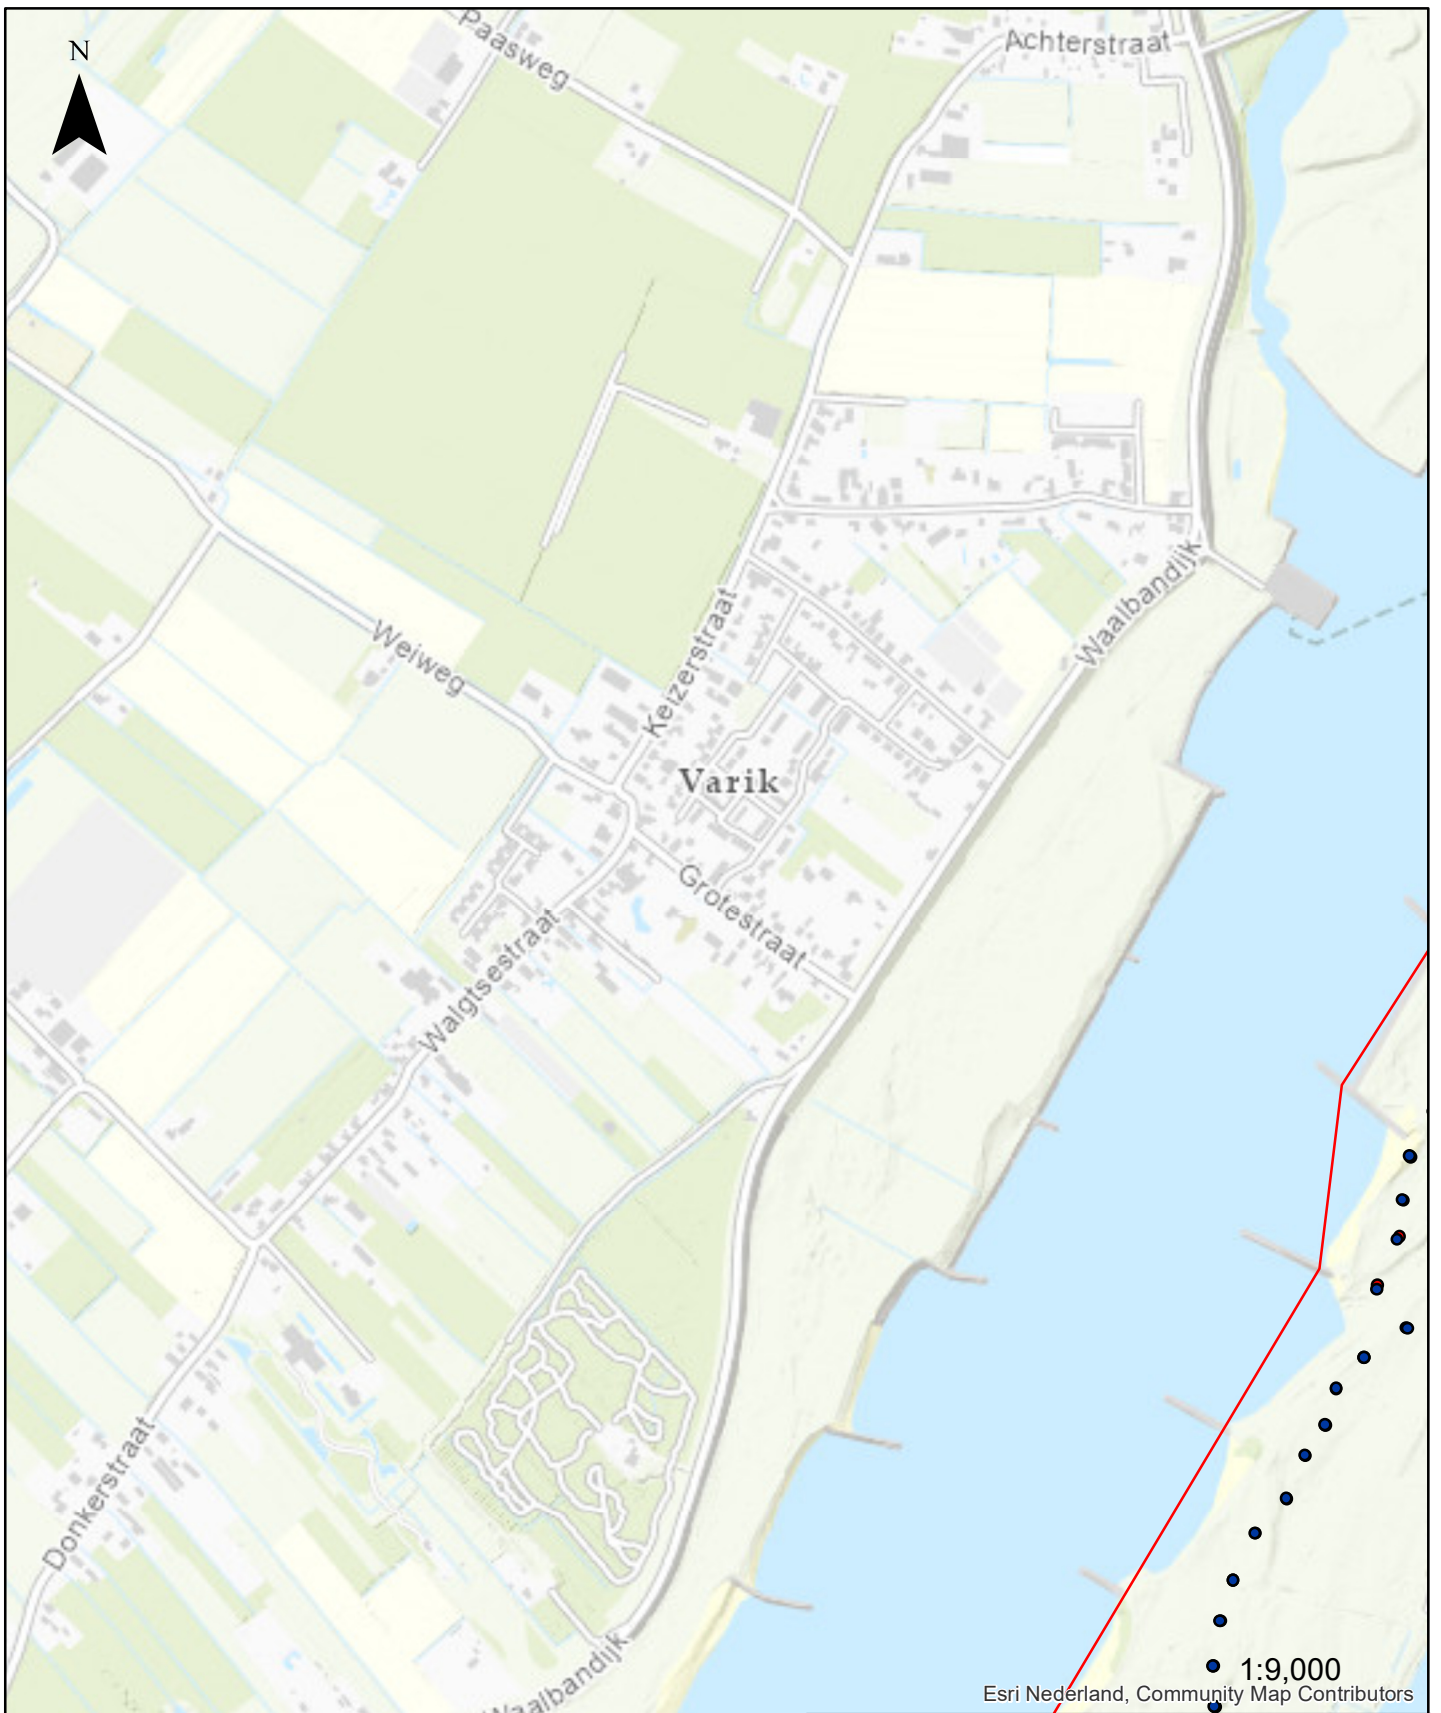 N
Paasweg
Achterstraat
Waalbandijk
Weiweg
Keizerstraat
Varik
Grotestraat
Walgtsestraat
Donkerstraat
Waalbandijk
1:9,000
Esri Nederland, Community Map Contributors